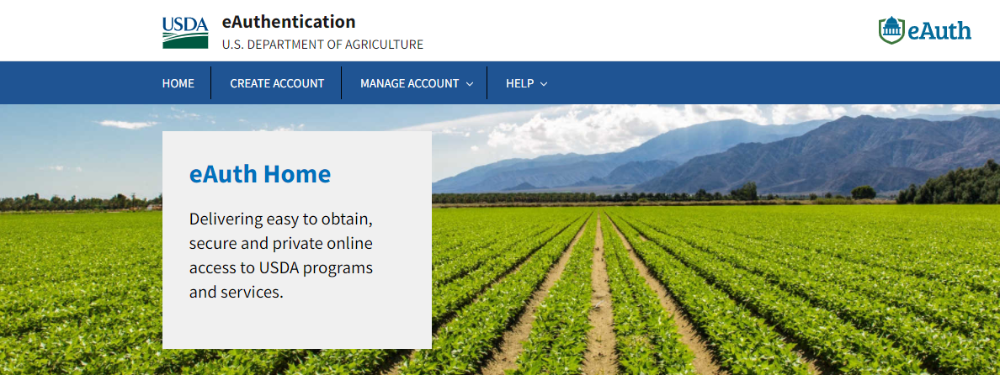 USDA
eAuthentication
U.S. DEPARTMENT OF AGRICULTURE
eAuth
HOME
CREATE ACCOUNT
MANAGE ACCOUNT
HELP
eAuth Home
Delivering easy to obtain,
secure and private online
access to USDA programs
and services.